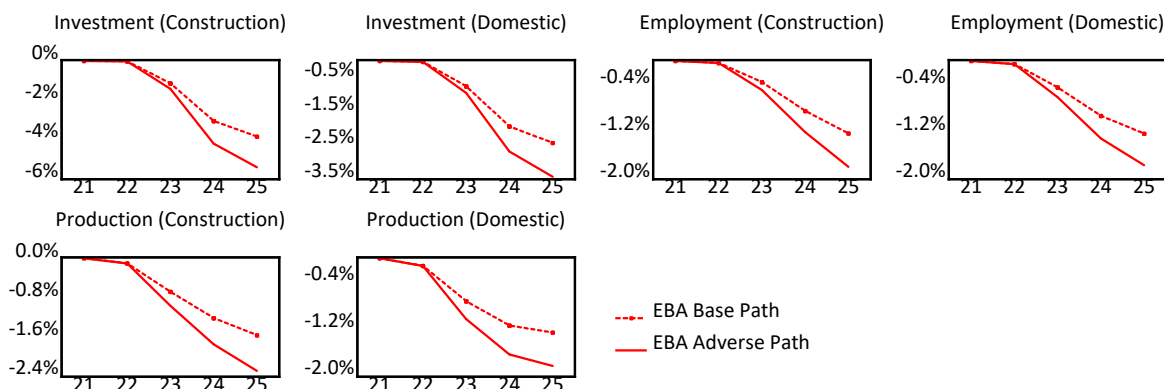 Investment (Construction)
0%
-2%
-4%
-6%
21 22 23 24 25
Investment (Domestic)
-0.5%
-1.5%
-2.5%
-3.5%
21 22 23 24 25
Employment (Construction)
-0.4%
-1.2%
-2.0%
21 22 23 24 25
Employment (Domestic)
-0.4%
-1.2%
-2.0%
21 22 23 24 25
Production (Construction)
0.0%
-0.8%
-1.6%
-2.4%
21 22 23 24 25
Production (Domestic)
-0.4%
-1.2%
-2.0%
21 22 23 24 25
EBA Base Path
EBA Adverse Path